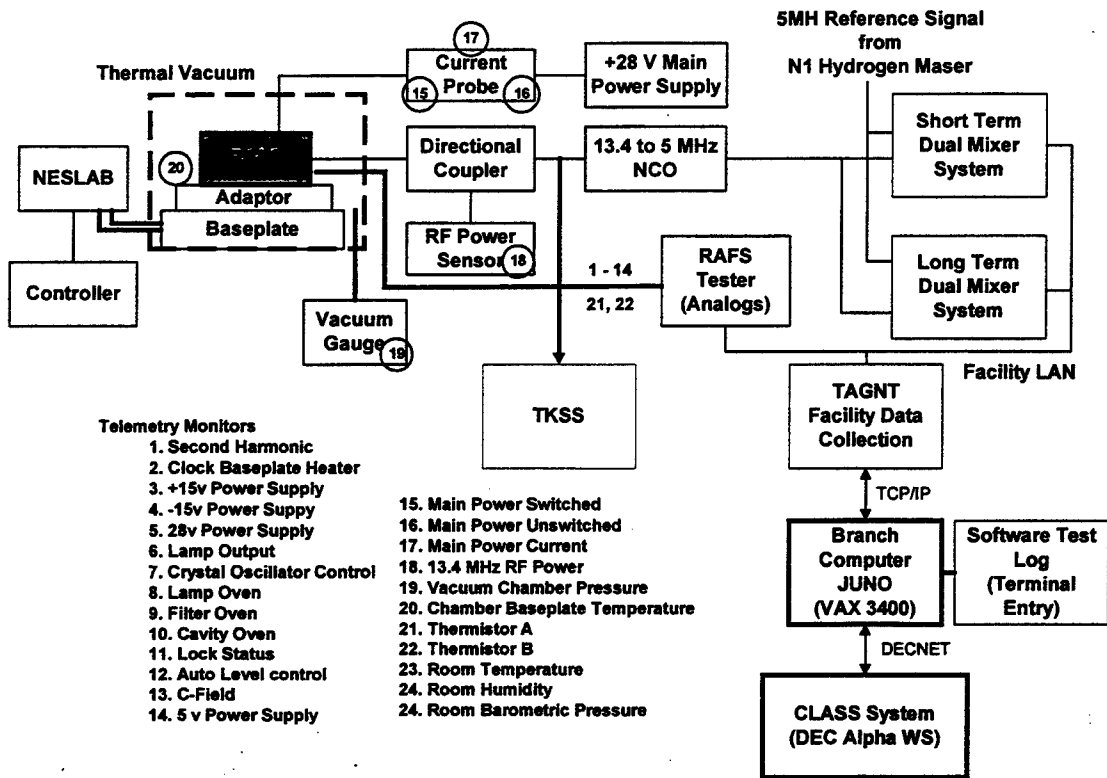 5MH Reference Signal
from
N1 Hydrogen Maser
Thermal Vacuum
17
Current
Probe
15
16
+28 V Main
Power Supply
Short Term
Dual Mixer
System
NESLAB
20
Adaptor
Baseplate
Directional
Coupler
13.4 to 5 MHz
NCO
RF Power
Sensor
18
Controller
1 - 14
21, 22
RAFS
Tester
(Analogs)
Long Term
Dual Mixer
System
Vacuum
Gauge
19
Facility LAN
TKSS
TAGNT
Facility Data
Collection
TCP/IP
Branch
Computer
JUNO
(VAX 3400)
Software Test
Log
(Terminal
Entry)
DECNET
CLASS System
(DEC Alpha WS)
Telemetry Monitors
1. Second Harmonic
2. Clock Baseplate Heater
3. +15v Power Supply
4. -15v Power Suppy
5. 28v Power Supply
6. Lamp Output
7. Crystal Oscillator Control
8. Lamp Oven
9. Filter Oven
10. Cavity Oven
11. Lock Status
12. Auto Level control
13. C-Field
14. 5 v Power Supply
15. Main Power Switched
16. Main Power Unswitched
17. Main Power Current
18. 13.4 MHz RF Power
19. Vacuum Chamber Pressure
20. Chamber Baseplate Temperature
21. Thermistor A
22. Thermistor B
23. Room Temperature
24. Room Humidity
24. Room Barometric Pressure